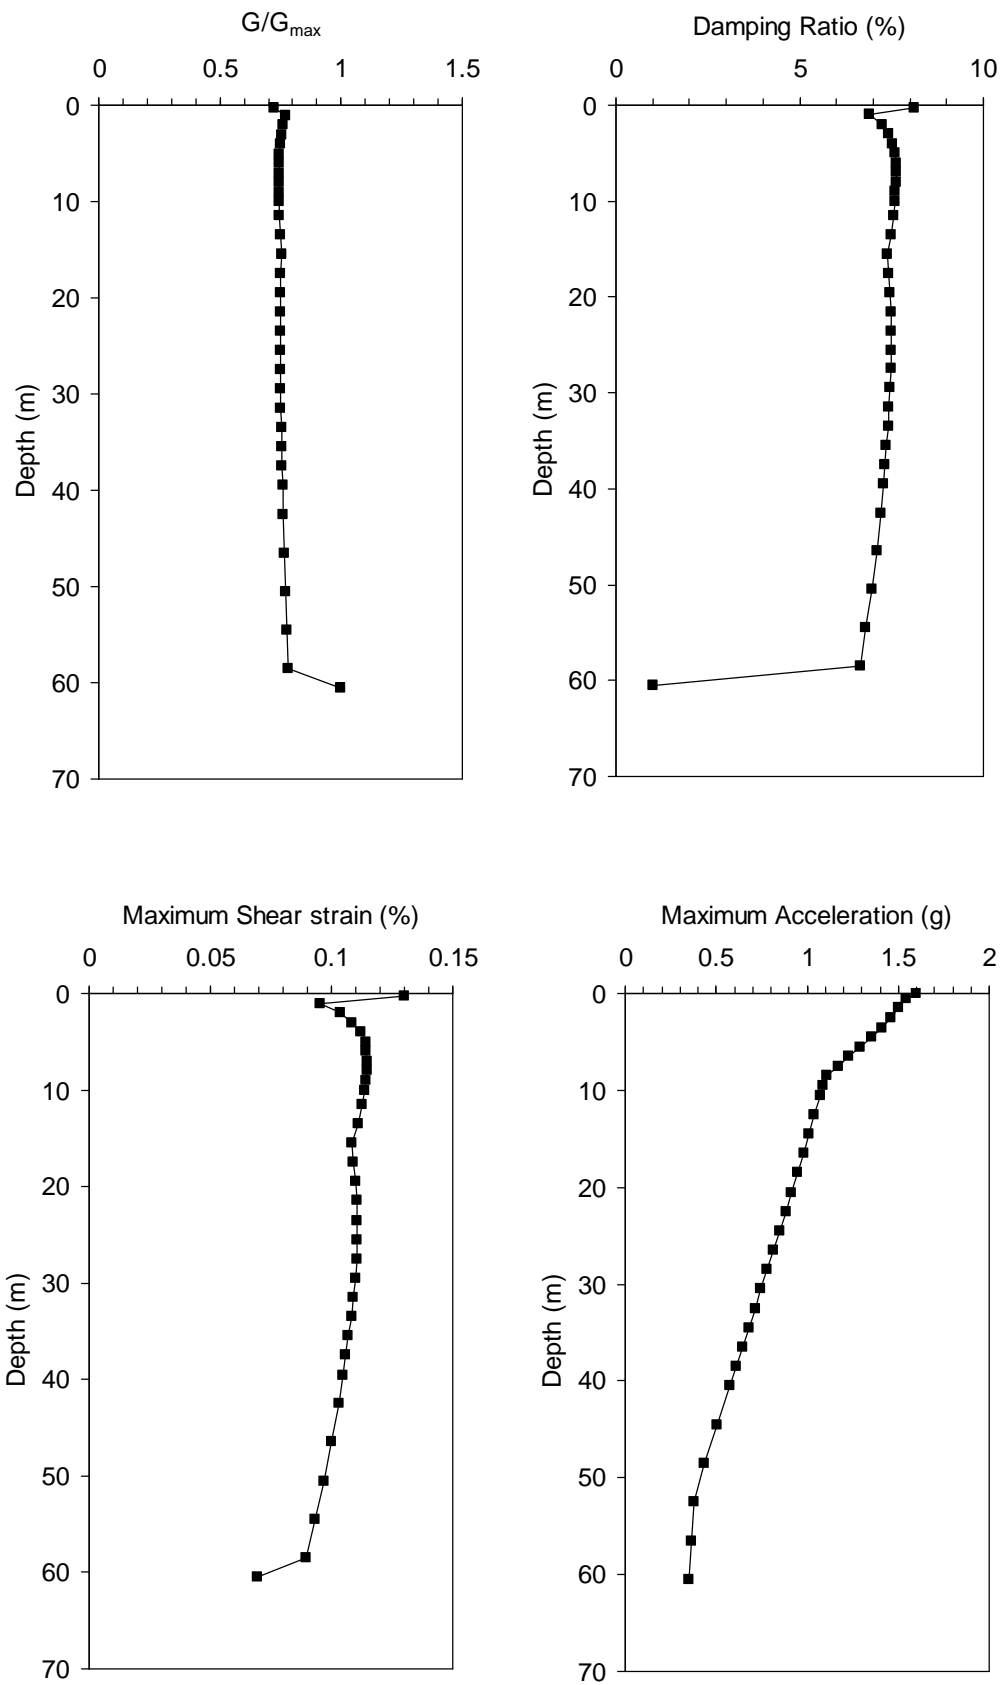 G/Gmax
0 0.5 1 1.5
0
10
20
30
40
50
60
70
Depth (m)
Damping Ratio (%)
0 5 10
0
10
20
30
40
50
60
70
Depth (m)
Maximum Shear strain (%)
0 0.05 0.1 0.15
0
10
20
30
40
50
60
70
Depth (m)
Maximum Acceleration (g)
0 0.5 1 1.5 2
0
10
20
30
40
50
60
70
Depth (m)